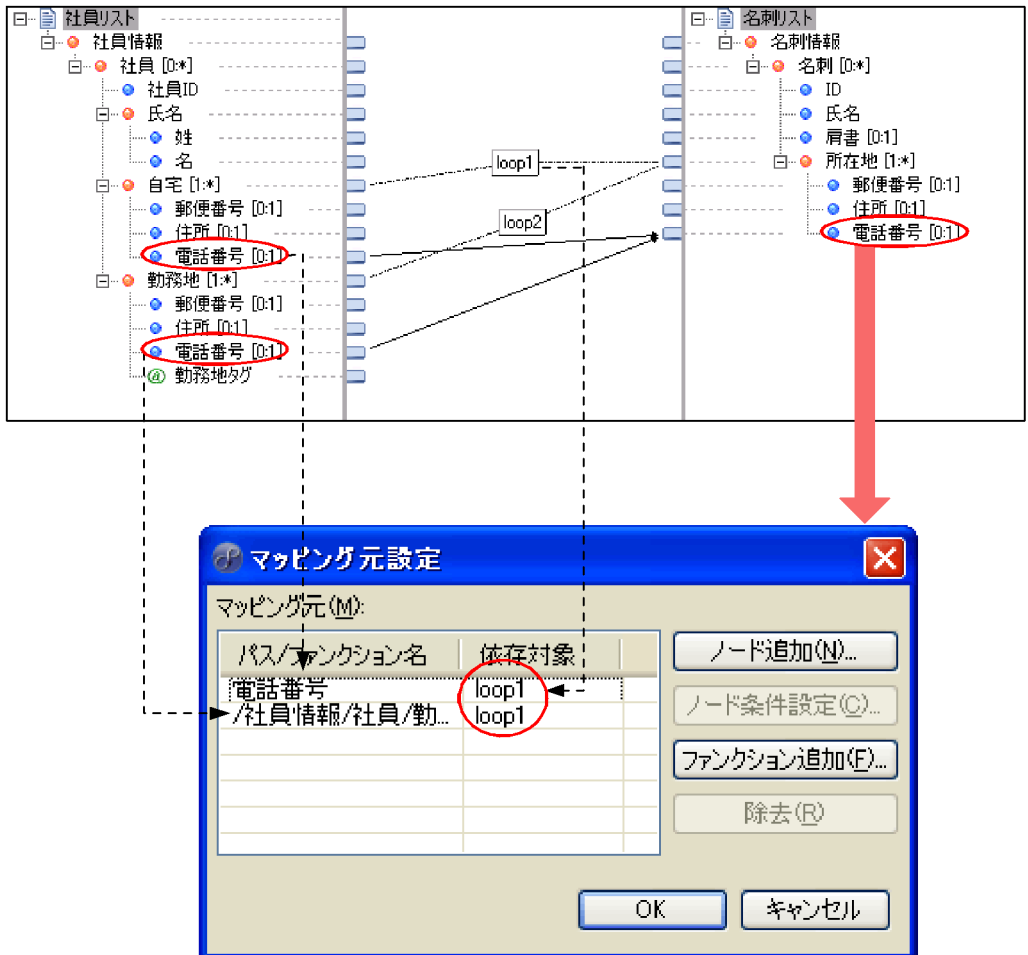 社員リスト
社員情報
社員 [0:*]
社員ID
氏名
姓
名
自宅 [1:*]
郵便番号 [0:1]
住所 [0:1]
電話番号 [0:1]
勤務地 [1:*]
郵便番号 [0:1]
住所 [0:1]
電話番号 [0:1]
勤務地タグ
loop1
loop2
名刺リスト
名刺情報
名刺 [0:*]
ID
氏名
肩書 [0:1]
所在地 [1:*]
郵便番号 [0:1]
住所 [0:1]
電話番号 [0:1]
マッピング元設定
マッピング元(M):
パス/ファンクション名 依存対象
電話番号 loop1
/社員情報/社員/勤... loop1
ノード追加(N)...
ノード条件設定(C)...
ファンクション追加(F)...
除去(R)
OK キャンセル